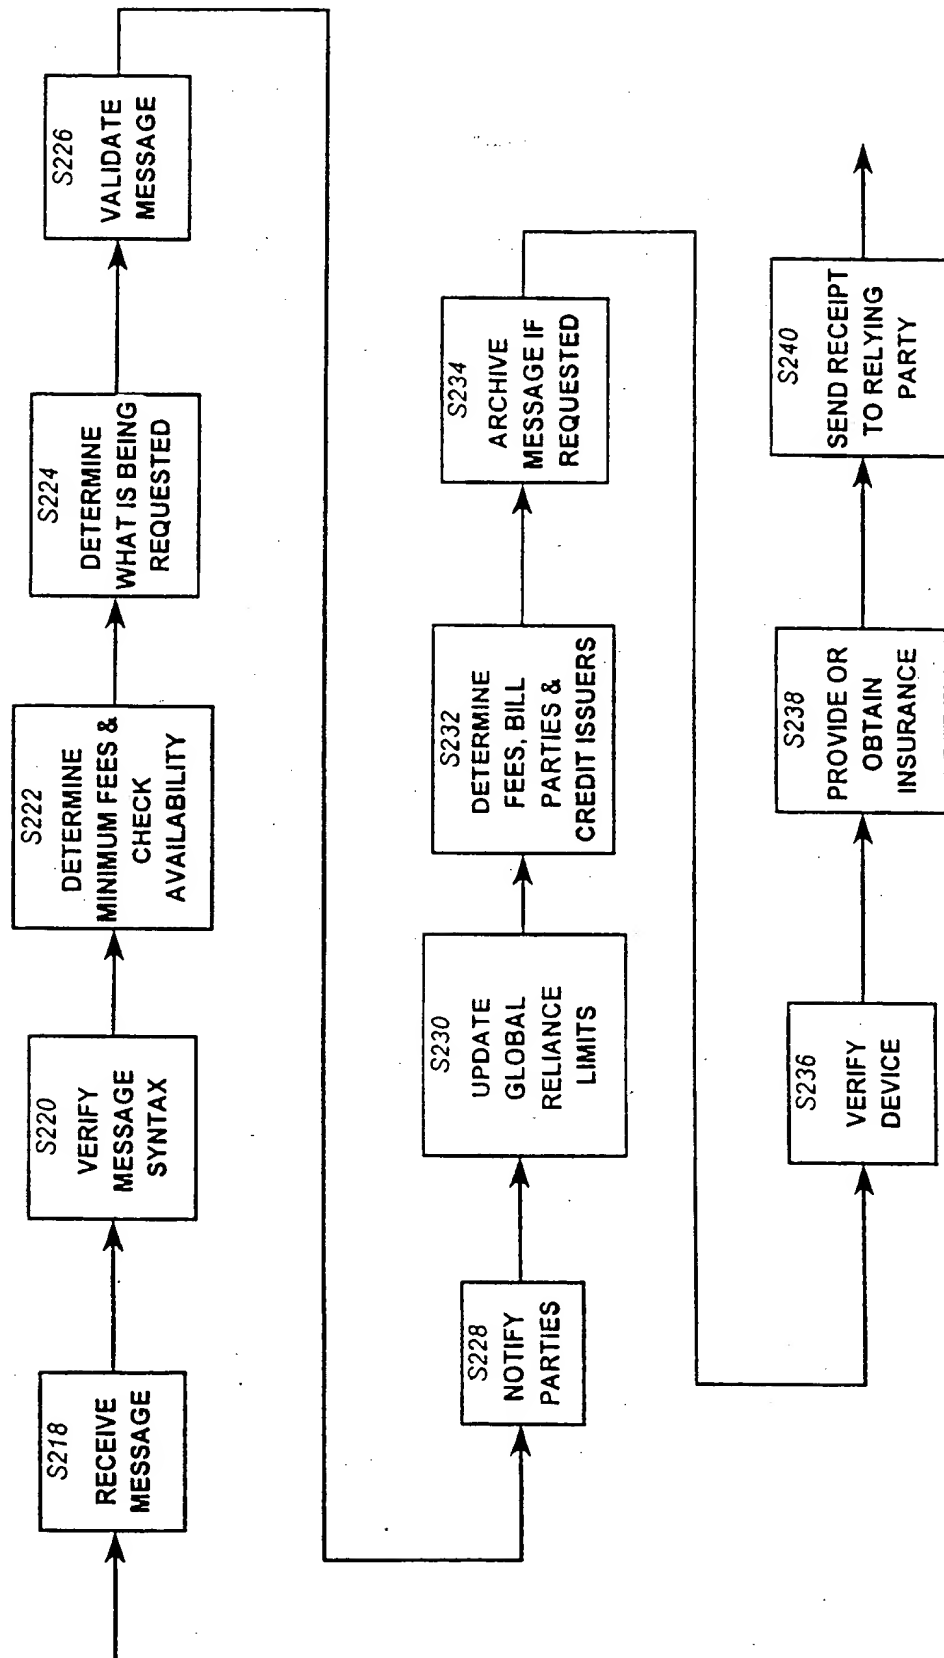 S218
RECEIVE
MESSAGE
S220
VERIFY
MESSAGE
SYNTAX
S222
DETERMINE
MINIMUM FEES &
CHECK
AVAILABILITY
S224
DETERMINE
WHAT IS BEING
REQUESTED
S226
VALIDATE
MESSAGE
S228
NOTIFY
PARTIES
S230
UPDATE
GLOBAL
RELIANCE
LIMITS
S232
DETERMINE
FEES, BILL
PARTIES &
CREDIT ISSUERS
S234
ARCHIVE
MESSAGE IF
REQUESTED
S236
VERIFY
DEVICE
S238
PROVIDE OR
OBTAIN
INSURANCE
S240
SEND RECEIPT
TO RELYING
PARTY